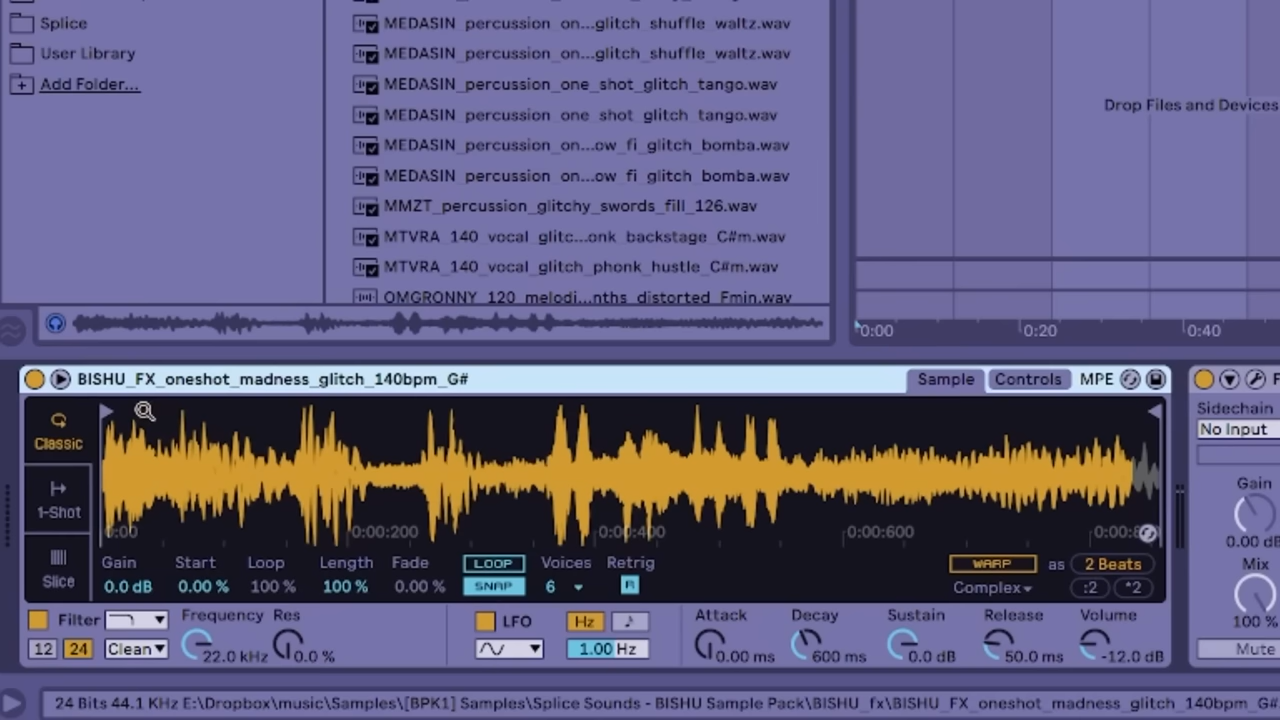 Splice
User Library
Add Folder...
MEDASIN_percussion_on...glitch_shuffle_waltz.wav
MEDASIN_percussion_on...glitch_shuffle_waltz.wav
MEDASIN_percussion_one_shot_glitch_tango.wav
MEDASIN_percussion_one_shot_glitch_tango.wav
MEDASIN_percussion_on...ow_fi_glitch_bomba.wav
MEDASIN_percussion_on...ow_fi_glitch_bomba.wav
MMZT_percussion_glitchy_swords_fill_126.wav
MTVRA_140_vocal_glitc...onk_backstage_C#m.wav
MTVRA_140_vocal_glitch_phonk_hustle_C#m.wav
OMGRONNY_120_melodi...nths_distorted_Fmin.wav
Drop Files and Devices
0:00 0:20 0:40
BISHU_FX_oneshot_madness_glitch_140bpm_G# Sample Controls MPE
Classic
1-Shot
Slice
0:00 0:00:200 0:00:400 0:00:600 0:00:8
Gain Start Loop Length Fade LOOP Voices Retrig WARP as 2 Beats
0.0 dB 0.00 % 100 % 100 % 0.00 % SNAP 6 R Complex :2 *2
Filter Frequency Res LFO Hz Attack Decay Sustain Release Volume
12 24 Clean 22.0 kHz 0.0 % 1.00 Hz 0.00 ms 600 ms 0.0 dB 50.0 ms -12.0 dB
Sidechain
No Input
Gain
0.00 dB
Mix
100 %
Mute
24 Bits 44.1 KHz E:\Dropbox\music\Samples\[BPK1] Samples\Splice Sounds - BISHU Sample Pack\BISHU_fx\BISHU_FX_oneshot_madness_glitch_140bpm_G#